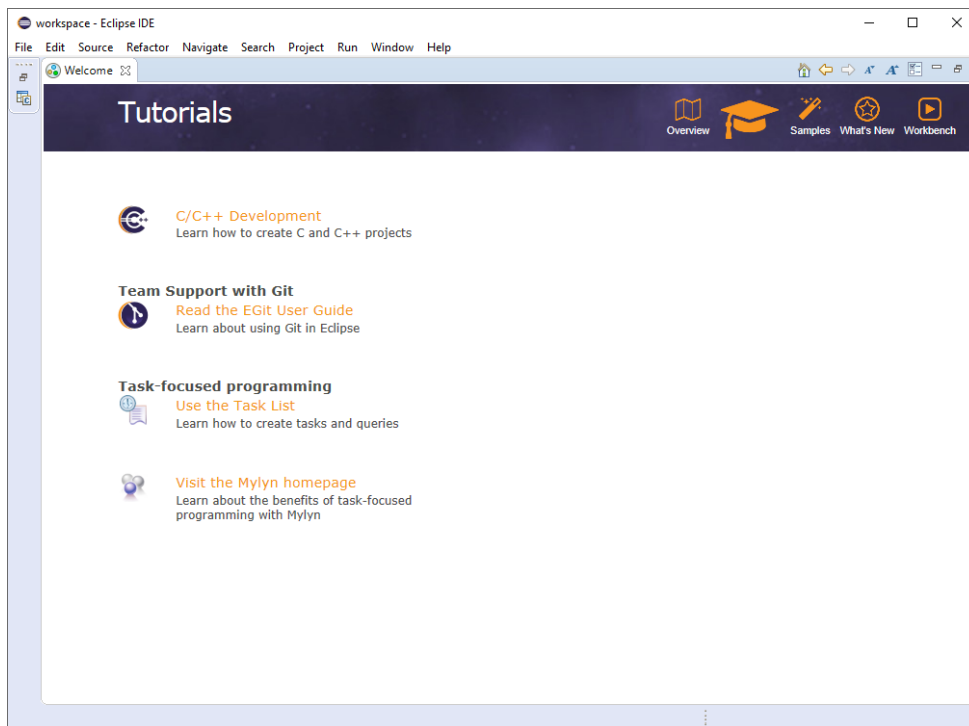 workspace - Eclipse IDE
File Edit Source Refactor Navigate Search Project Run Window Help
Welcome
Tutorials
Overview Samples What's New Workbench
C/C++ Development
Learn how to create C and C++ projects
Team Support with Git
Read the EGit User Guide
Learn about using Git in Eclipse
Task-focused programming
Use the Task List
Learn how to create tasks and queries
Visit the Mylyn homepage
Learn about the benefits of task-focused
programming with Mylyn